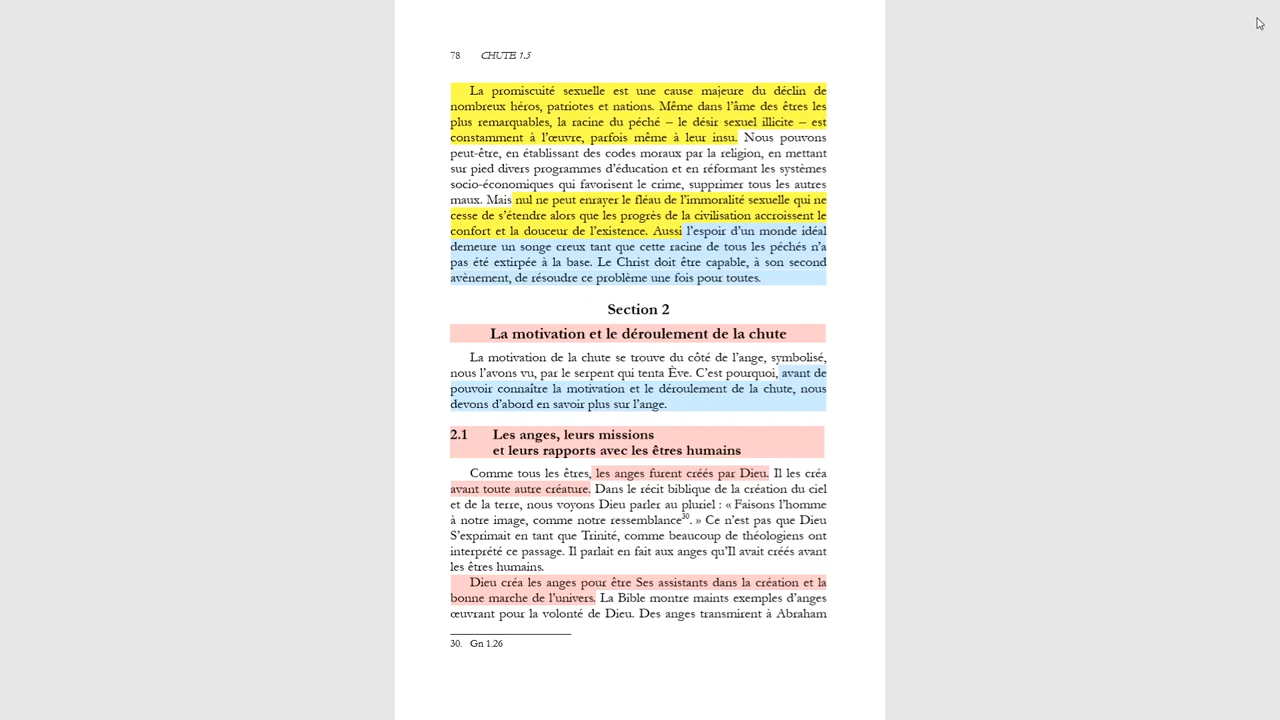 78 CHUTE 1.5
La promiscuité sexuelle est une cause majeure du déclin de
nombreux héros, patriotes et nations. Même dans l’âme des êtres les
plus remarquables, la racine du péché – le désir sexuel illicite – est
constamment à l’œuvre, parfois même à leur insu. Nous pouvons
peut-être, en établissant des codes moraux par la religion, en mettant
sur pied divers programmes d’éducation et en réformant les systèmes
socio-économiques qui favorisent le crime, supprimer tous les autres
maux. Mais nul ne peut enrayer le fléau de l’immoralité sexuelle qui ne
cesse de s’étendre alors que les progrès de la civilisation accroissent le
confort et la douceur de l’existence. Aussi l’espoir d’un monde idéal
demeure un songe creux tant que cette racine de tous les péchés n’a
pas été extirpée à la base. Le Christ doit être capable, à son second
avènement, de résoudre ce problème une fois pour toutes.
Section 2
La motivation et le déroulement de la chute
La motivation de la chute se trouve du côté de l’ange, symbolisé,
nous l’avons vu, par le serpent qui tenta Ève. C’est pourquoi, avant de
pouvoir connaître la motivation et le déroulement de la chute, nous
devons d’abord en savoir plus sur l’ange.
2.1 Les anges, leurs missions
et leurs rapports avec les êtres humains
Comme tous les êtres, les anges furent créés par Dieu. Il les créa
avant toute autre créature. Dans le récit biblique de la création du ciel
et de la terre, nous voyons Dieu parler au pluriel : « Faisons l’homme
à notre image, comme notre ressemblance30. » Ce n’est pas que Dieu
S’exprimait en tant que Trinité, comme beaucoup de théologiens ont
interprété ce passage. Il parlait en fait aux anges qu’Il avait créés avant
les êtres humains.
Dieu créa les anges pour être Ses assistants dans la création et la
bonne marche de l’univers. La Bible montre maints exemples d’anges
œuvrant pour la volonté de Dieu. Des anges transmirent à Abraham
30. Gn 1.26